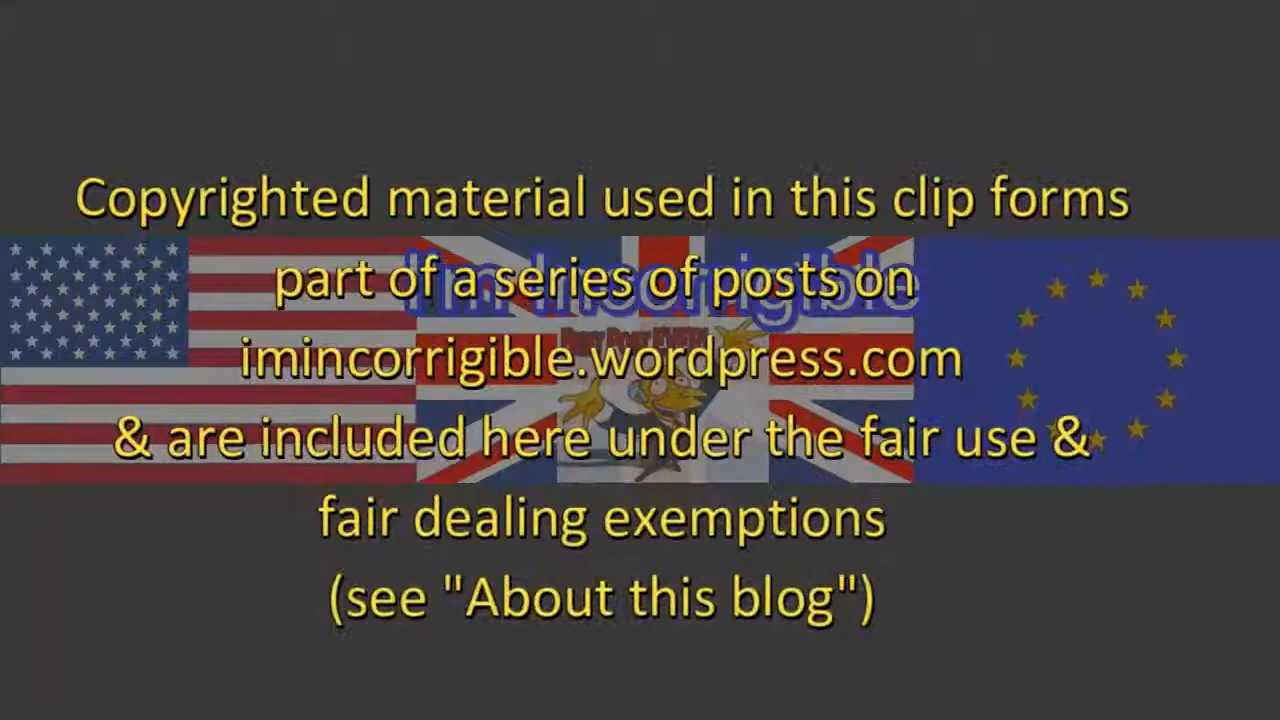 Copyrighted material used in this clip forms
part of a series of posts on
I'm Incorrigible
imincorrigible.wordpress.com
& are included here under the fair use &
fair dealing exemptions
(see "About this blog")